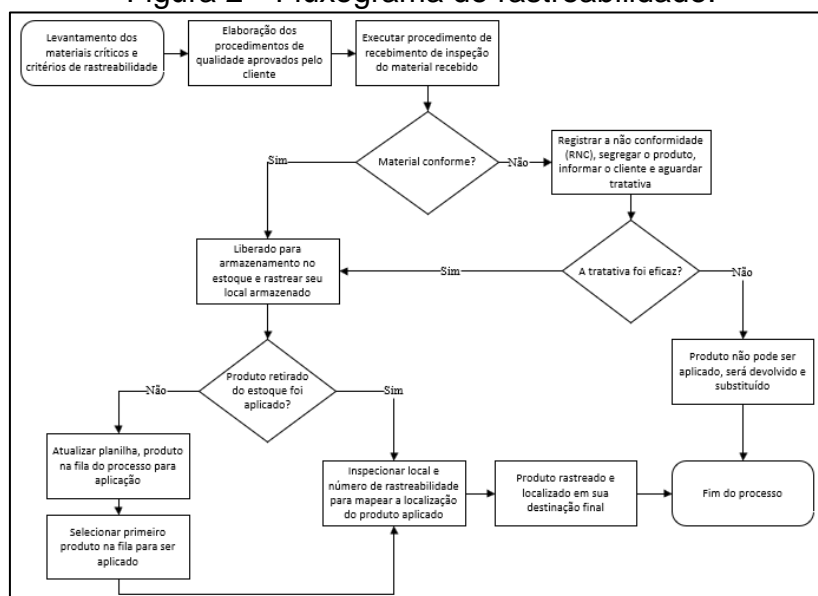 Figura 2 – Fluxograma de rastreabilidade.
Levantamento dos
materiais críticos e
critérios de rastreabilidade
Elaboração dos
procedimentos de
qualidade aprovados pelo
cliente
Executar procedimento de
recebimento de inspeção
do material recebido
Material conforme?
Sim
Não
Registrar a não conformidade
(RNC), segregar o produto,
informar o cliente e aguardar
tratativa
Liberado para
armazenamento no
estoque e rastrear seu
local armazenado
Sim
A tratativa foi eficaz?
Não
Produto não pode ser
aplicado, será devolvido e
substituído
Não
Produto retirado
do estoque foi
aplicado?
Sim
Atualizar planilha, produto
na fila do processo para
aplicação
Selecionar primeiro
produto na fila para ser
aplicado
Inspecionar local e
número de rastreabilidade
para mapear a localização
do produto aplicado
Produto rastreado e
localizado em sua
destinação final
Fim do processo